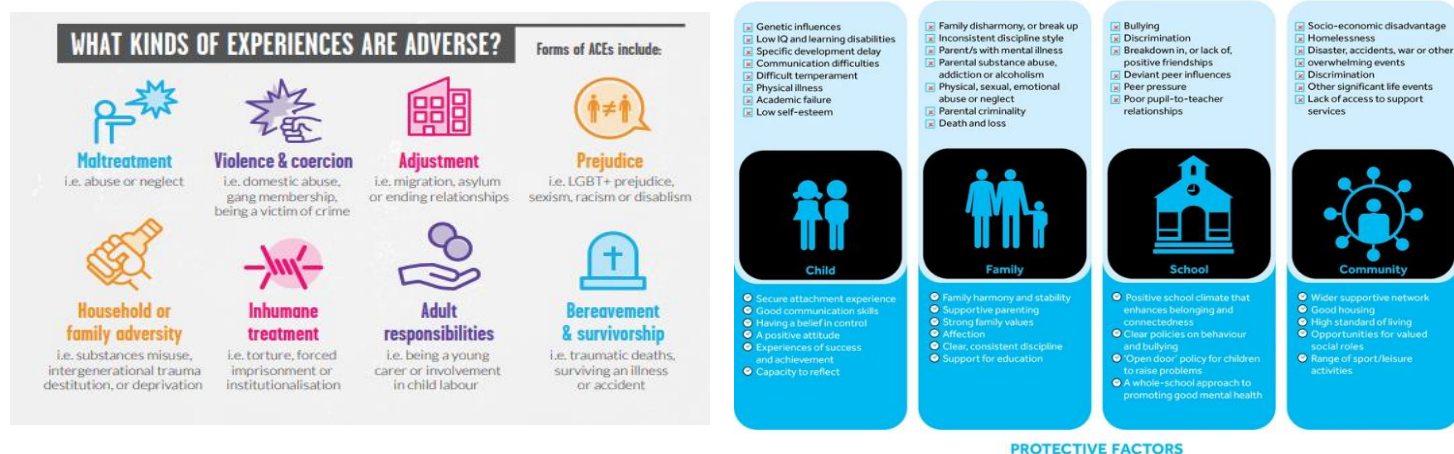 WHAT KINDS OF EXPERIENCES ARE ADVERSE?
Forms of ACEs include:
Maltreatment
i.e. abuse or neglect
Violence & coercion
i.e. domestic abuse,
gang membership,
being a victim of crime
Adjustment
i.e. migration, asylum
or ending relationships
Prejudice
i.e. LGBT+ prejudice,
sexism, racism or disablism
Household or
family adversity
i.e. substances misuse,
intergenerational trauma
destitution, or deprivation
Inhumane
treatment
i.e. torture, forced
imprisonment or
institutionalisation
Adult
responsibilities
i.e. being a young
carer or involvement
in child labour
Bereavement
& survivorship
i.e. traumatic deaths,
surviving an illness
or accident
Genetic influences
Low IQ and learning disabilities
Specific development delay
Communication difficulties
Difficult temperament
Physical illness
Academic failure
Low self-esteem
Child
Secure attachment experience
Good communication skills
Having a belief in control
A positive attitude
Experiences of success
and achievement
Capacity to reflect
Family disharmony, or break up
Inconsistent discipline style
Parent/s with mental illness
Parental substance abuse,
addiction or alcoholism
Physical, sexual, emotional
abuse or neglect
Parental criminality
Death and loss
Family
Family harmony and stability
Supportive parenting
Strong family values
Affection
Clear, consistent discipline
Support for education
Bullying
Discrimination
Breakdown in, or lack of,
positive friendships
Deviant peer influences
Peer pressure
Poor pupil-to-teacher
relationships
School
Positive school climate that
enhances belonging and
connectedness
Clear policies on behaviour
and bullying
'Open door' policy for children
to raise problems
A whole-school approach to
promoting good mental health
Socio-economic disadvantage
Homelessness
Disaster, accidents, war or other
overwhelming events
Discrimination
Other significant life events
Lack of access to support
services
Community
Wider supportive network
Good housing
High standard of living
Opportunities for valued
social roles
Range of sport/leisure
activities
PROTECTIVE FACTORS